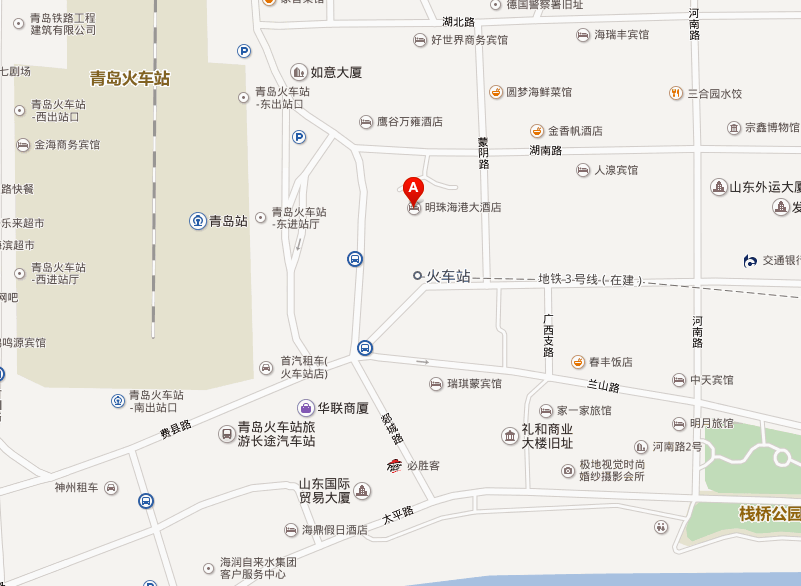 家常菜馆
德国警察署旧址
青岛铁路工程
建筑有限公司
湖北路
河南路
好世界商务宾馆
海瑞丰宾馆
P
七剧场
青岛火车站
如意大厦
青岛火车站
-东出站口
圆梦海鲜菜馆
三合园水饺
青岛火车站
-西出站口
鹰谷万雍酒店
金香帆酒店
宗鑫博物馆
P
金海商务宾馆
蒙阴路
湖南路
人湶宾馆
路快餐
A
山东外运大厦
明珠海港大酒店
发
乐来超市
青岛站
青岛火车站
-东进站厅
滨超市
青岛火车站
-西进站厅
火车站
地铁3号线(在建)
交通银行
网吧
广西支路
河南路
鸣源宾馆
首汽租车(
火车站店)
春丰饭店
瑞琪蒙宾馆
兰山路
中天宾馆
青岛火车站
-南出站口
华联商厦
家一家旅馆
郯城路
费县路
青岛火车站旅
游长途汽车站
礼和商业
大楼旧址
明月旅馆
河南路2号
必胜客
极地视觉时尚
婚纱摄影会所
神州租车
山东国际
贸易大厦
太平路
栈桥公园
海鼎假日酒店
海润自来水集团
客户服务中心
P